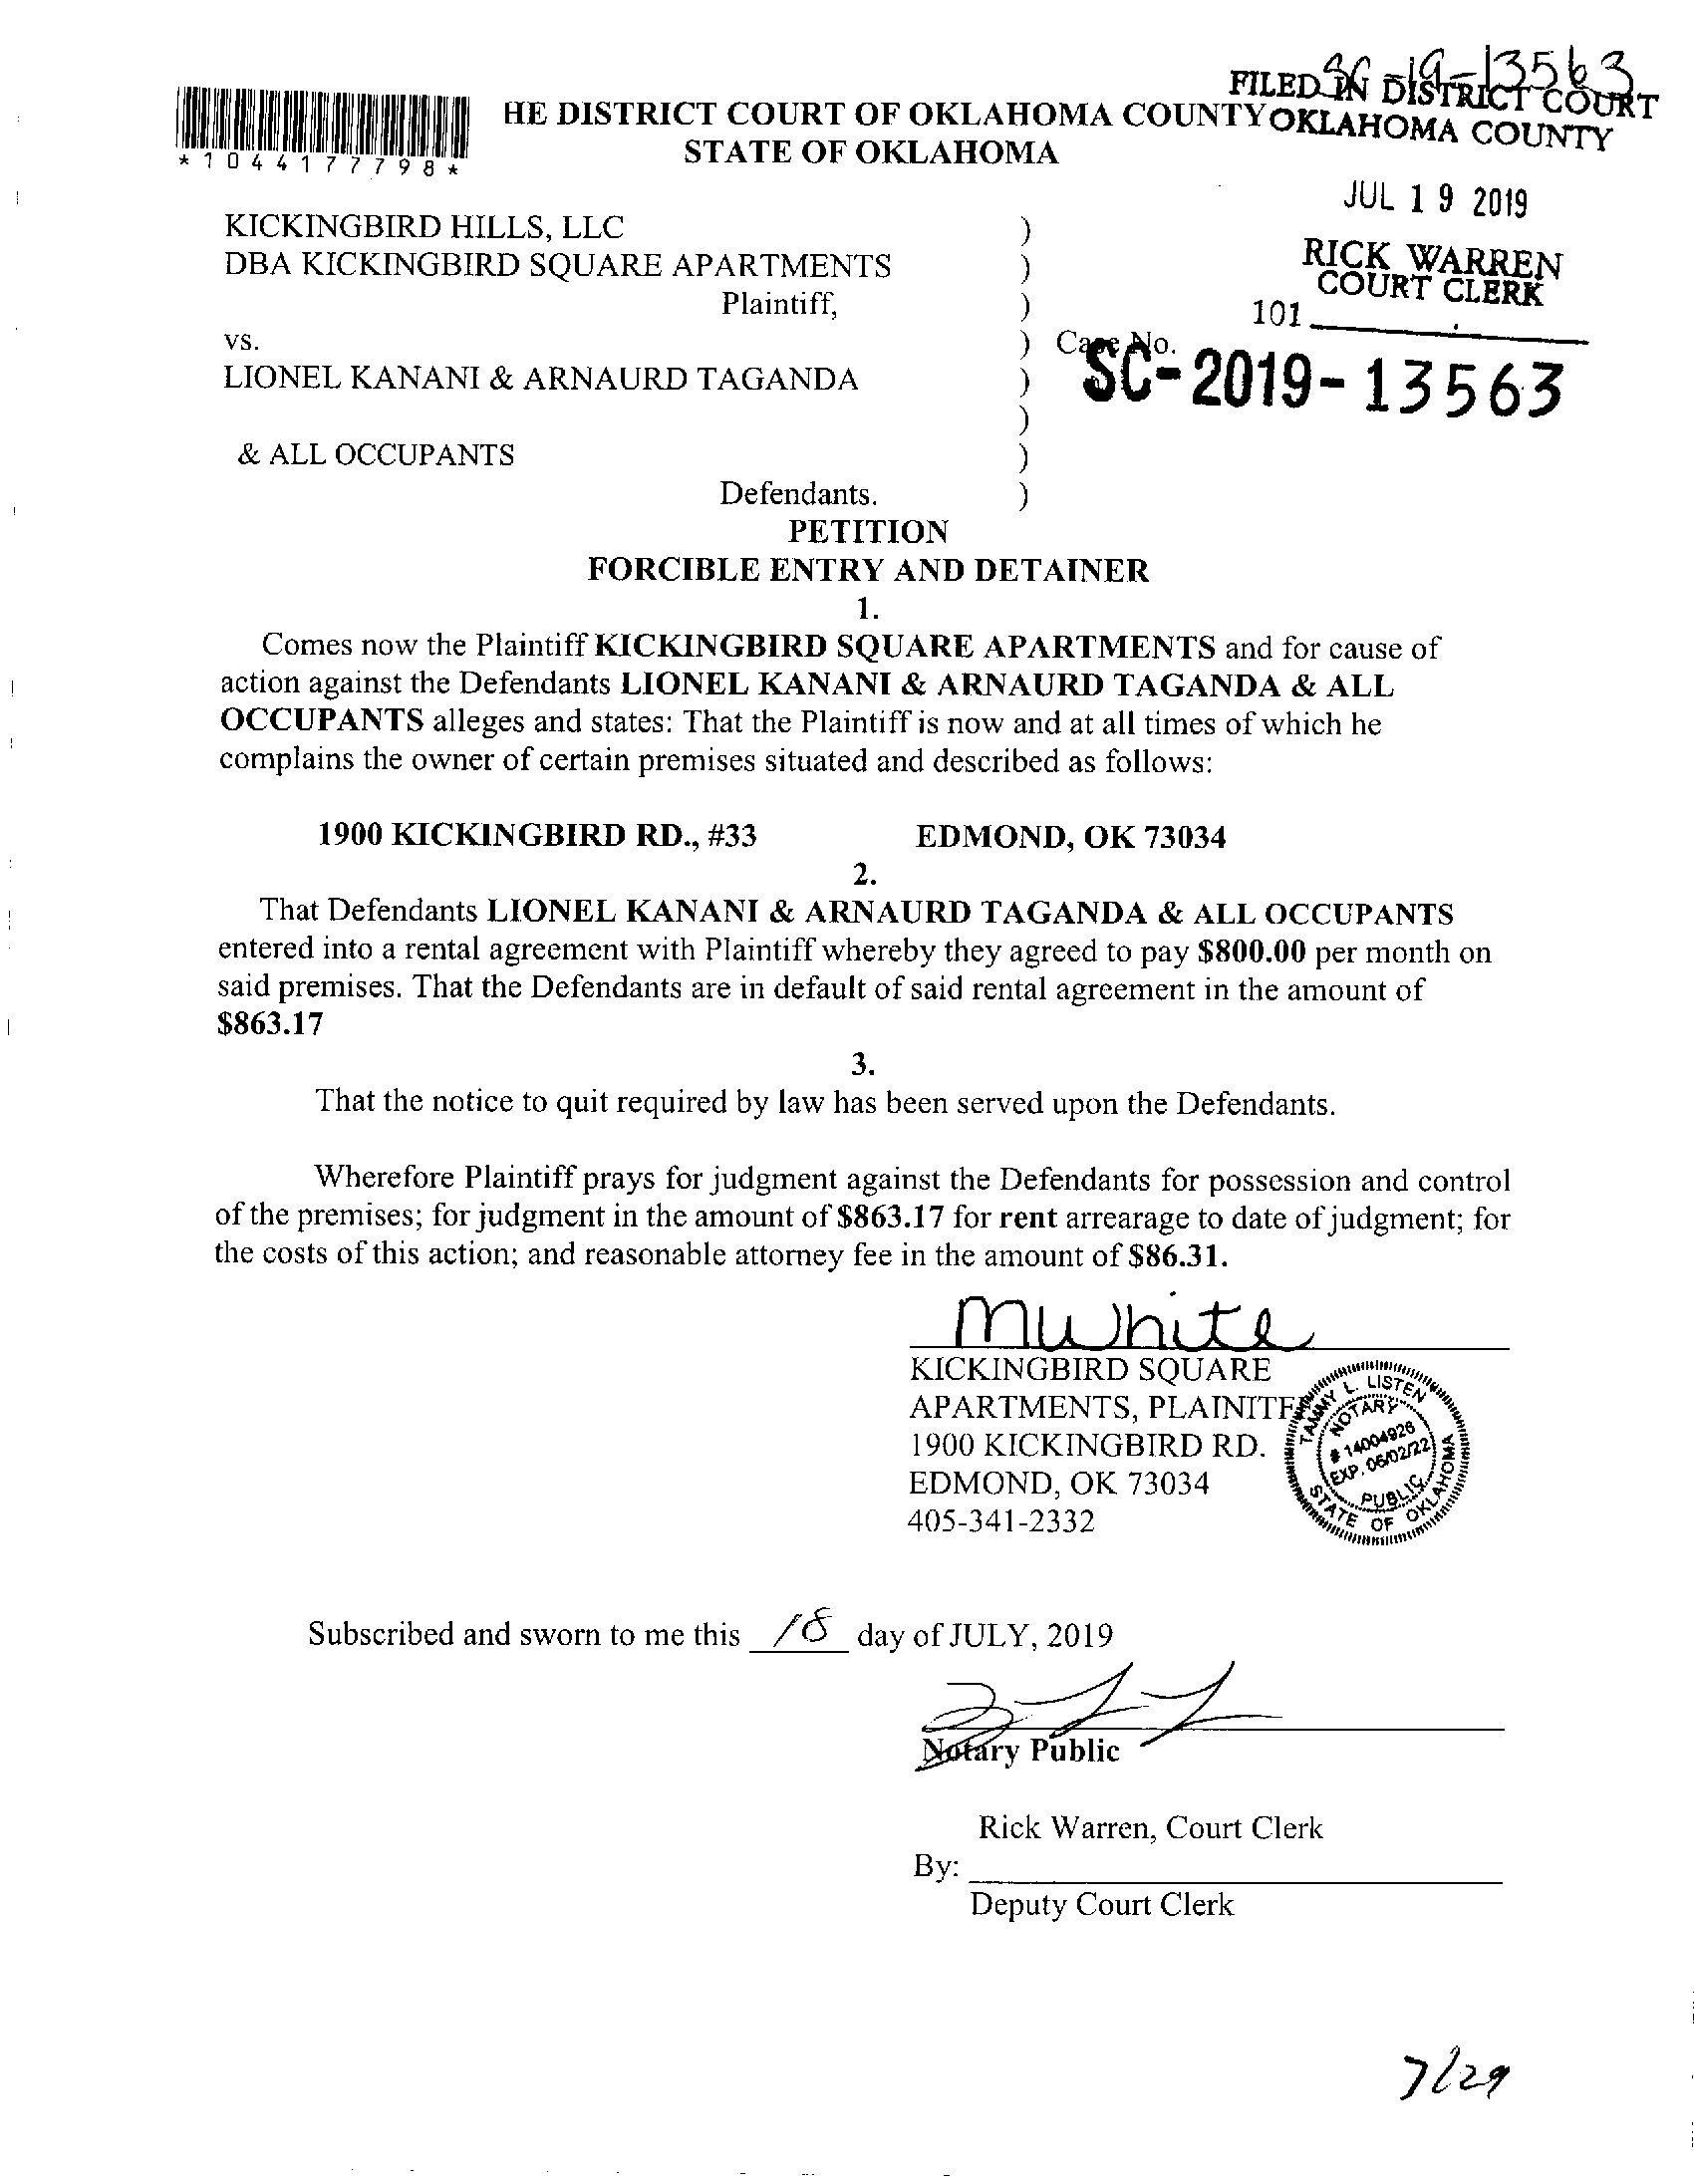 SC-19-13563
FILED IN DISTRICT COURT
OKLAHOMA COUNTY
*1044177798*
HE DISTRICT COURT OF OKLAHOMA COUNTY
STATE OF OKLAHOMA
JUL 19 2019
KICKINGBIRD HILLS, LLC )
DBA KICKINGBIRD SQUARE APARTMENTS )
Plaintiff, )
RICK WARREN
COURT CLERK
101
vs. ) Case No.
SC-2019-13563
LIONEL KANANI & ARNAURD TAGANDA )
)
& ALL OCCUPANTS )
Defendants. )
PETITION
FORCIBLE ENTRY AND DETAINER
1.
Comes now the Plaintiff KICKINGBIRD SQUARE APARTMENTS and for cause of
action against the Defendants LIONEL KANANI & ARNAURD TAGANDA & ALL
OCCUPANTS alleges and states: That the Plaintiff is now and at all times of which he
complains the owner of certain premises situated and described as follows:
1900 KICKINGBIRD RD., #33 EDMOND, OK 73034
2.
That Defendants LIONEL KANANI & ARNAURD TAGANDA & ALL OCCUPANTS
entered into a rental agreement with Plaintiff whereby they agreed to pay $800.00 per month on
said premises. That the Defendants are in default of said rental agreement in the amount of
$863.17
3.
That the notice to quit required by law has been served upon the Defendants.
Wherefore Plaintiff prays for judgment against the Defendants for possession and control
of the premises; for judgment in the amount of $863.17 for rent arrearage to date of judgment; for
the costs of this action; and reasonable attorney fee in the amount of $86.31.
MWhite
KICKINGBIRD SQUARE
APARTMENTS, PLAINITF
1900 KICKINGBIRD RD.
EDMOND, OK 73034
405-341-2332
TAMMY L. LISTEN
NOTARY
# 14004926
EXP. 06/02/22
PUBLIC
STATE OF OKLAHOMA
Subscribed and sworn to me this 18 day of JULY, 2019
Notary Public
Rick Warren, Court Clerk
By:
Deputy Court Clerk
7/29